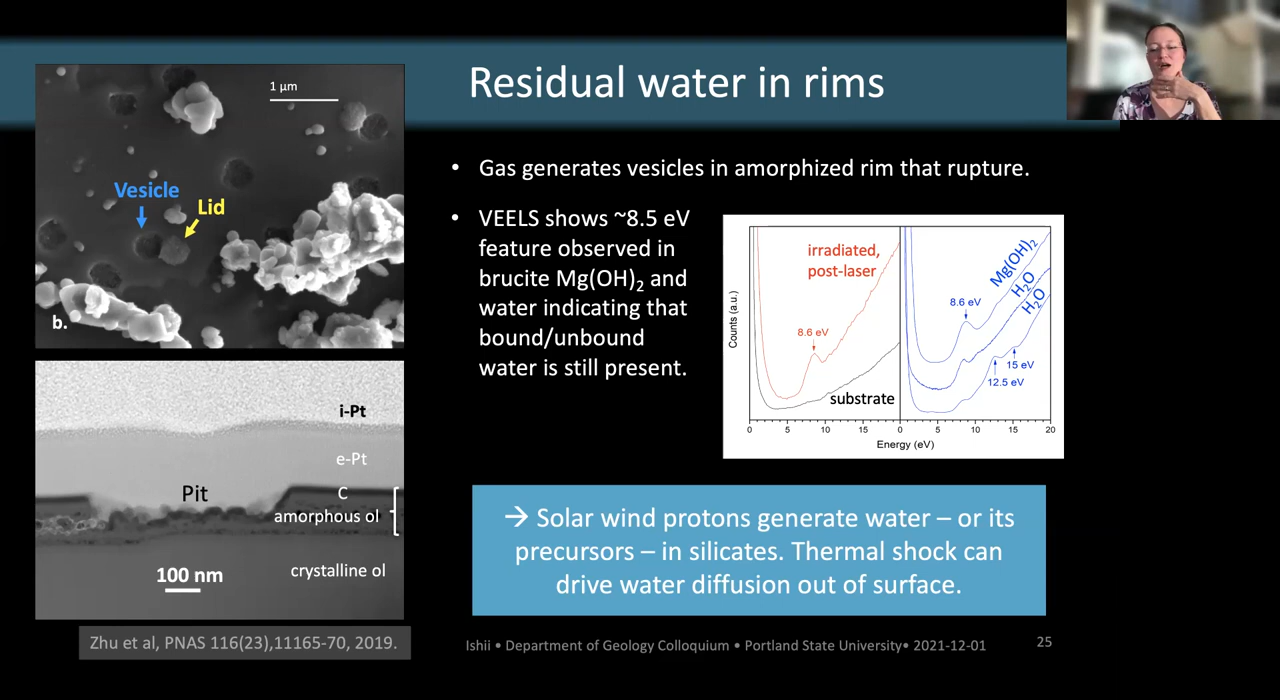 Residual water in rims
1 μm
Vesicle
Lid
b.
• Gas generates vesicles in amorphized rim that rupture.
• VEELS shows ~8.5 eV
feature observed in
brucite Mg(OH)₂ and
water indicating that
bound/unbound
water is still present.
irradiated,
post-laser
8.6 eV
substrate
Mg(OH)₂
H₂O
H₂O
8.6 eV
15 eV
12.5 eV
Counts (a.u.)
0 5 10 15 0 5 10 15 20
Energy (eV)
i-Pt
e-Pt
Pit
C
amorphous ol
100 nm
crystalline ol
→ Solar wind protons generate water – or its
precursors – in silicates. Thermal shock can
drive water diffusion out of surface.
Zhu et al, PNAS 116(23),11165-70, 2019.
Ishii • Department of Geology Colloquium • Portland State University• 2021-12-01
25